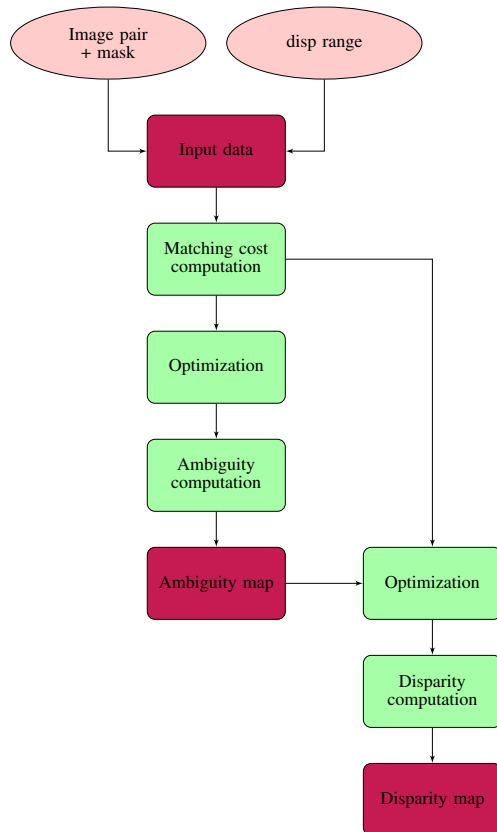 Image pair
+ mask
disp range
Input data
Matching cost
computation
Optimization
Ambiguity
computation
Ambiguity map
Optimization
Disparity
computation
Disparity map